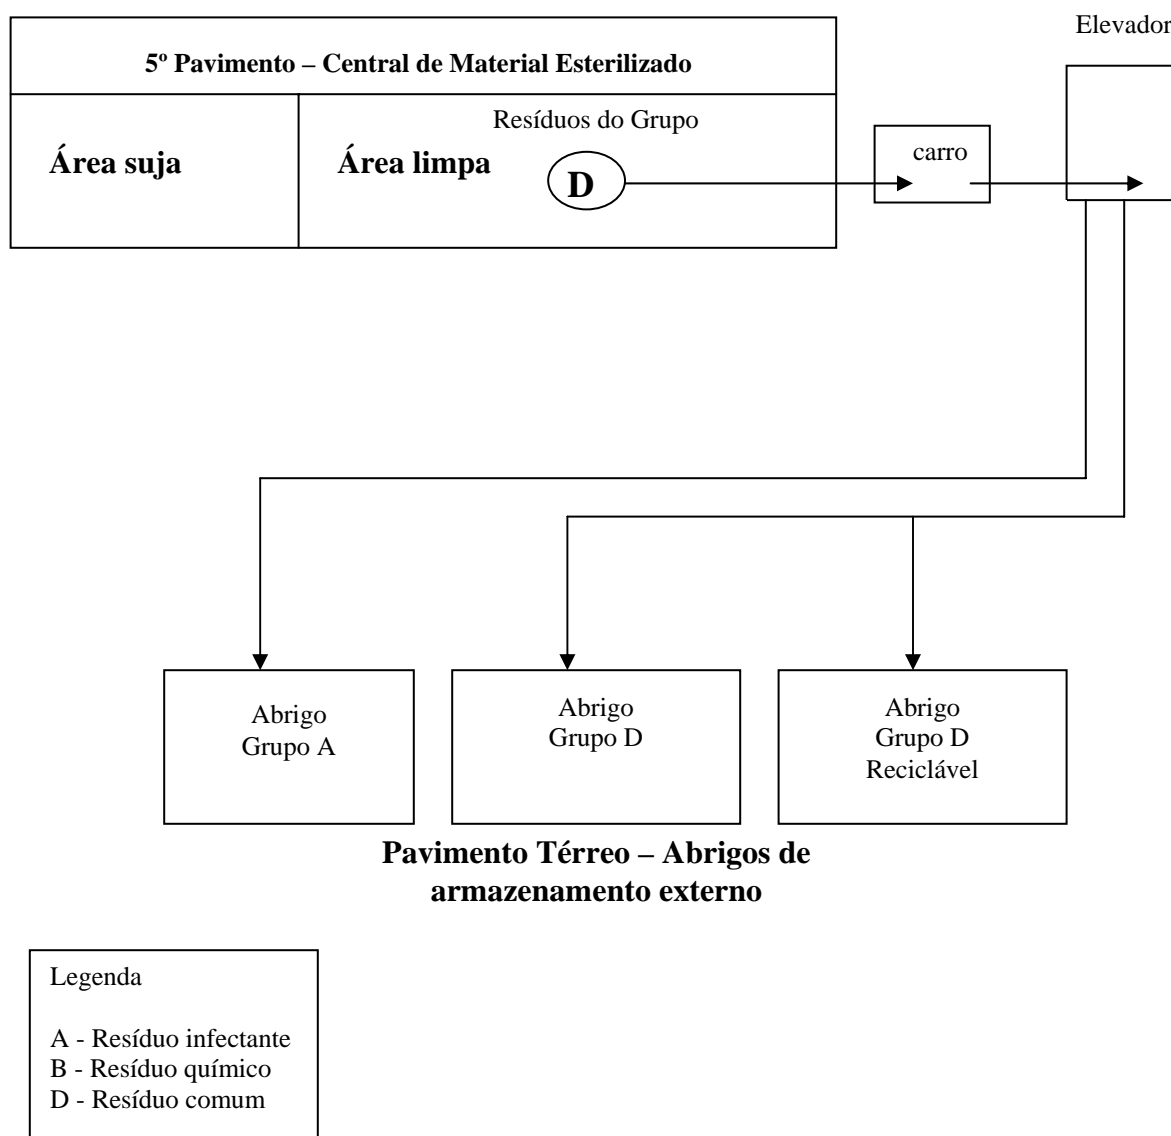 Elevador
5º Pavimento – Central de Material Esterilizado
Resíduos do Grupo
Área suja
Área limpa
D
carro
Abrigo
Grupo A
Abrigo
Grupo D
Abrigo
Grupo D
Reciclável
Pavimento Térreo – Abrigos de
armazenamento externo
Legenda
A - Resíduo infectante
B - Resíduo químico
D - Resíduo comum